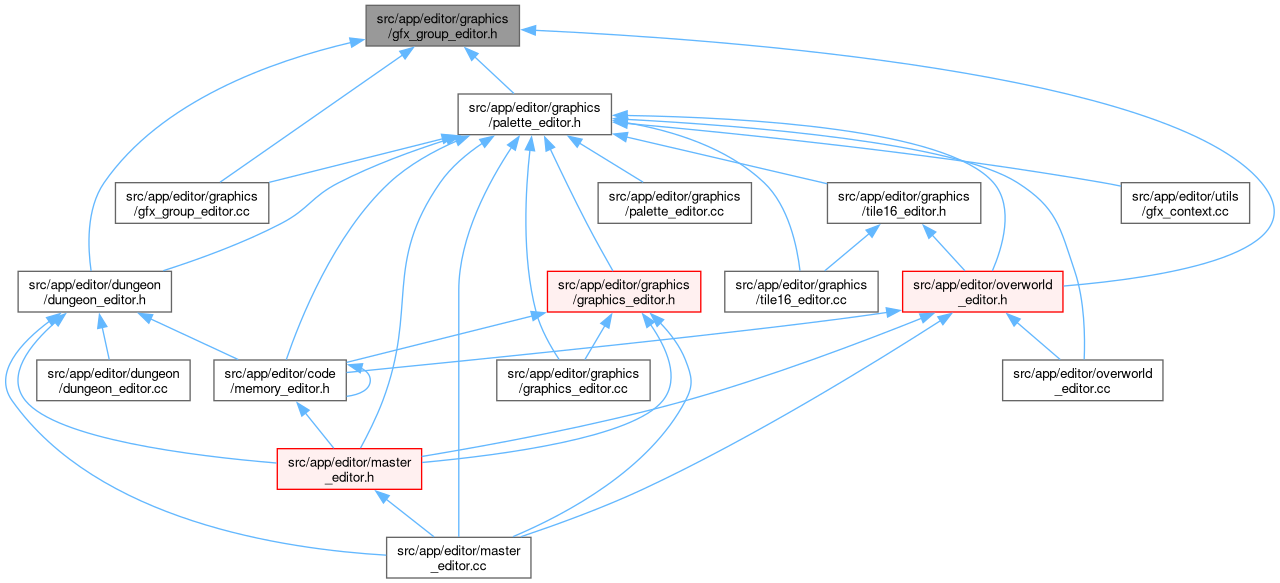 src/app/editor/graphics
/gfx_group_editor.h
src/app/editor/graphics
/palette_editor.h
src/app/editor/graphics
/gfx_group_editor.cc
src/app/editor/graphics
/palette_editor.cc
src/app/editor/graphics
/tile16_editor.h
src/app/editor/utils
/gfx_context.cc
src/app/editor/dungeon
/dungeon_editor.h
src/app/editor/graphics
/graphics_editor.h
src/app/editor/graphics
/tile16_editor.cc
src/app/editor/overworld
_editor.h
src/app/editor/dungeon
/dungeon_editor.cc
src/app/editor/code
/memory_editor.h
src/app/editor/graphics
/graphics_editor.cc
src/app/editor/overworld
_editor.cc
src/app/editor/master
_editor.h
src/app/editor/master
_editor.cc